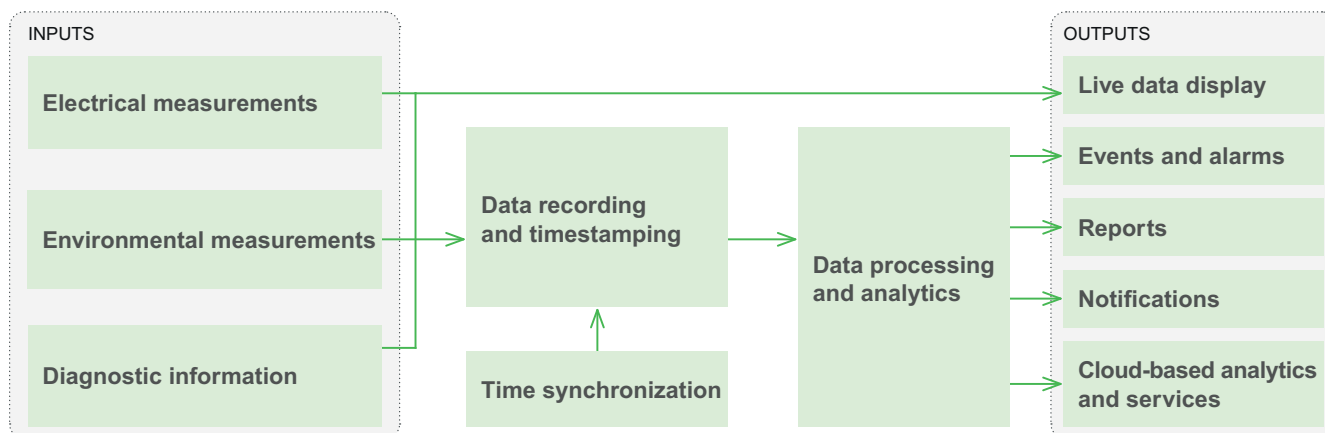 INPUTS
Electrical measurements
Environmental measurements
Diagnostic information
Data recording
and timestamping
Time synchronization
Data processing
and analytics
OUTPUTS
Live data display
Events and alarms
Reports
Notifications
Cloud-based analytics
and services